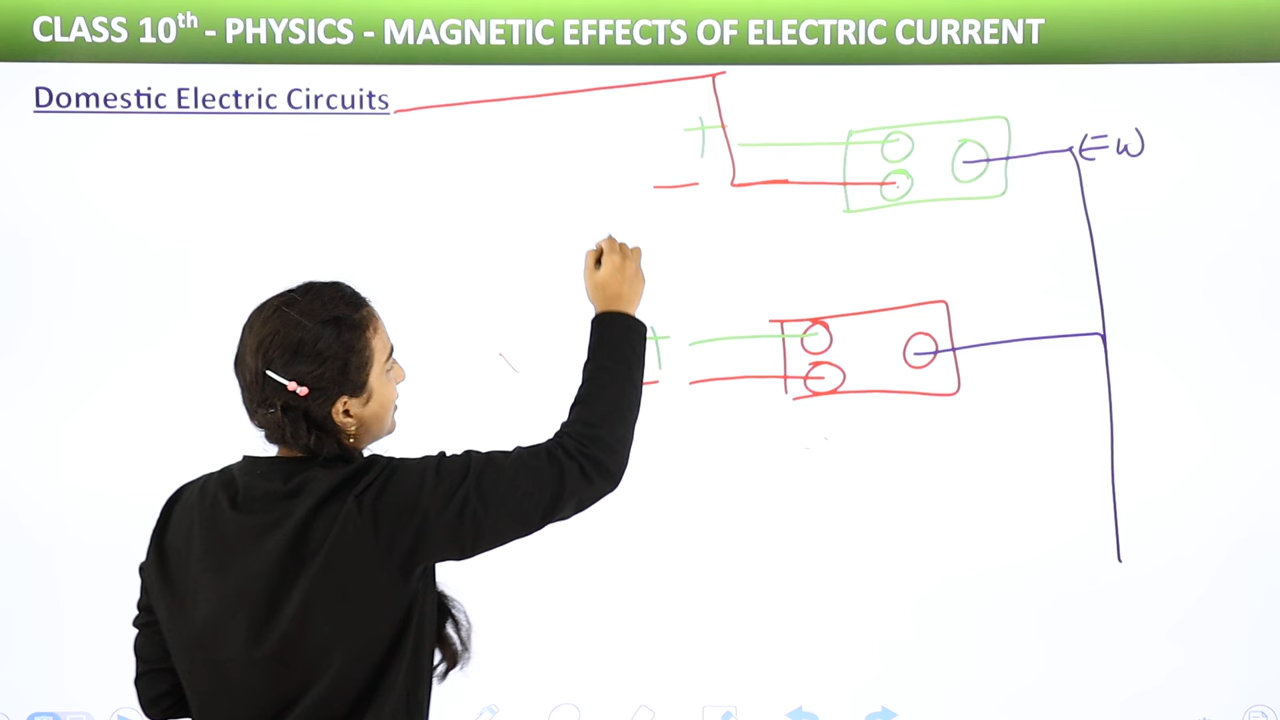 CLASS 10th - PHYSICS - MAGNETIC EFFECTS OF ELECTRIC CURRENT
Domestic Electric Circuits
+
EW
—
+
—